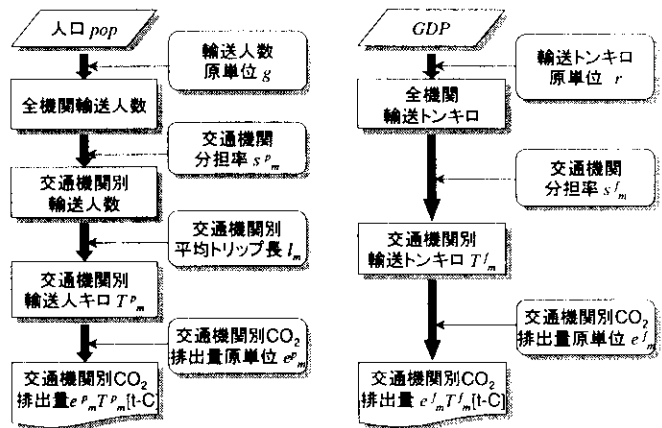 人口 pop
輸送人数
原単位 g
全機関輸送人数
交通機関
分担率 s^p_m
交通機関別
輸送人数
交通機関別
平均トリップ長 l_m
交通機関別
輸送人キロ T^p_m
交通機関別CO₂
排出量原単位 e^p_m
交通機関別CO₂
排出量e^p_m T^p_m[t-C]
GDP
輸送トンキロ
原単位 r
全機関
輸送トンキロ
交通機関
分担率 s^f_m
交通機関別
輸送トンキロ T^f_m
交通機関別CO₂
排出量原単位 e^f_m
交通機関別CO₂
排出量 e^f_m T^f_m[t-C]